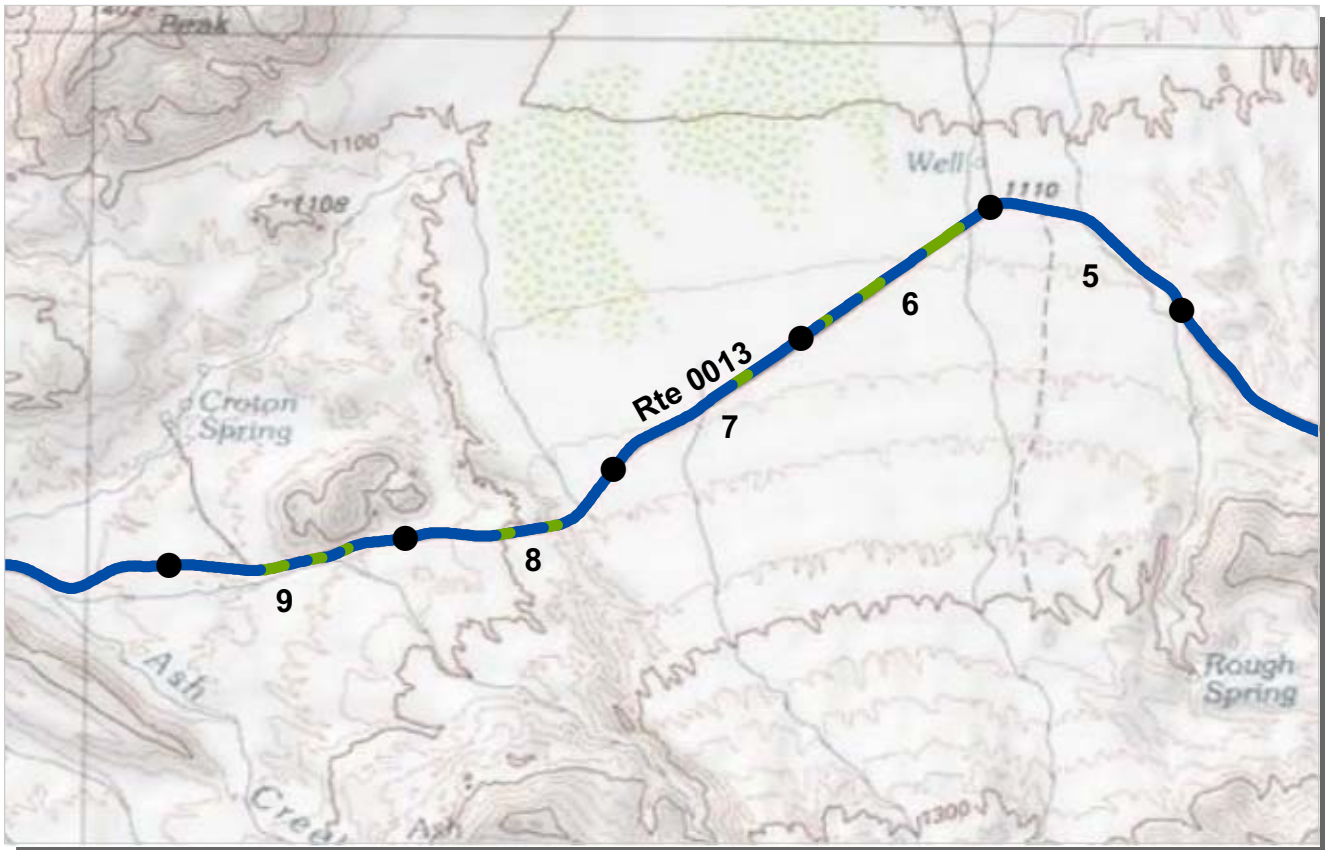 Peak
1100
1108
Well
1110
5
6
Rte 0013
7
Croton
Spring
8
9
Ash
Rough
Spring
Creek
Ash
1300